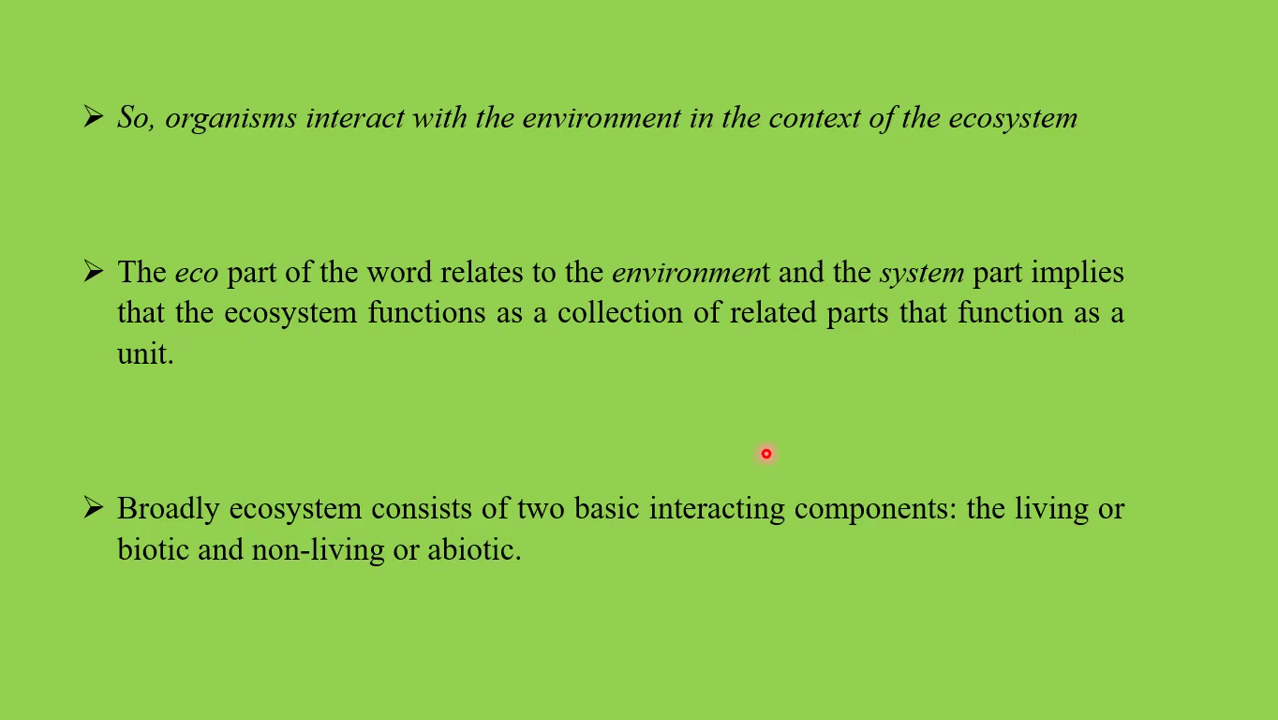 ➢ So, organisms interact with the environment in the context of the ecosystem
➢ The eco part of the word relates to the environment and the system part implies
that the ecosystem functions as a collection of related parts that function as a
unit.
➢ Broadly ecosystem consists of two basic interacting components: the living or
biotic and non-living or abiotic.